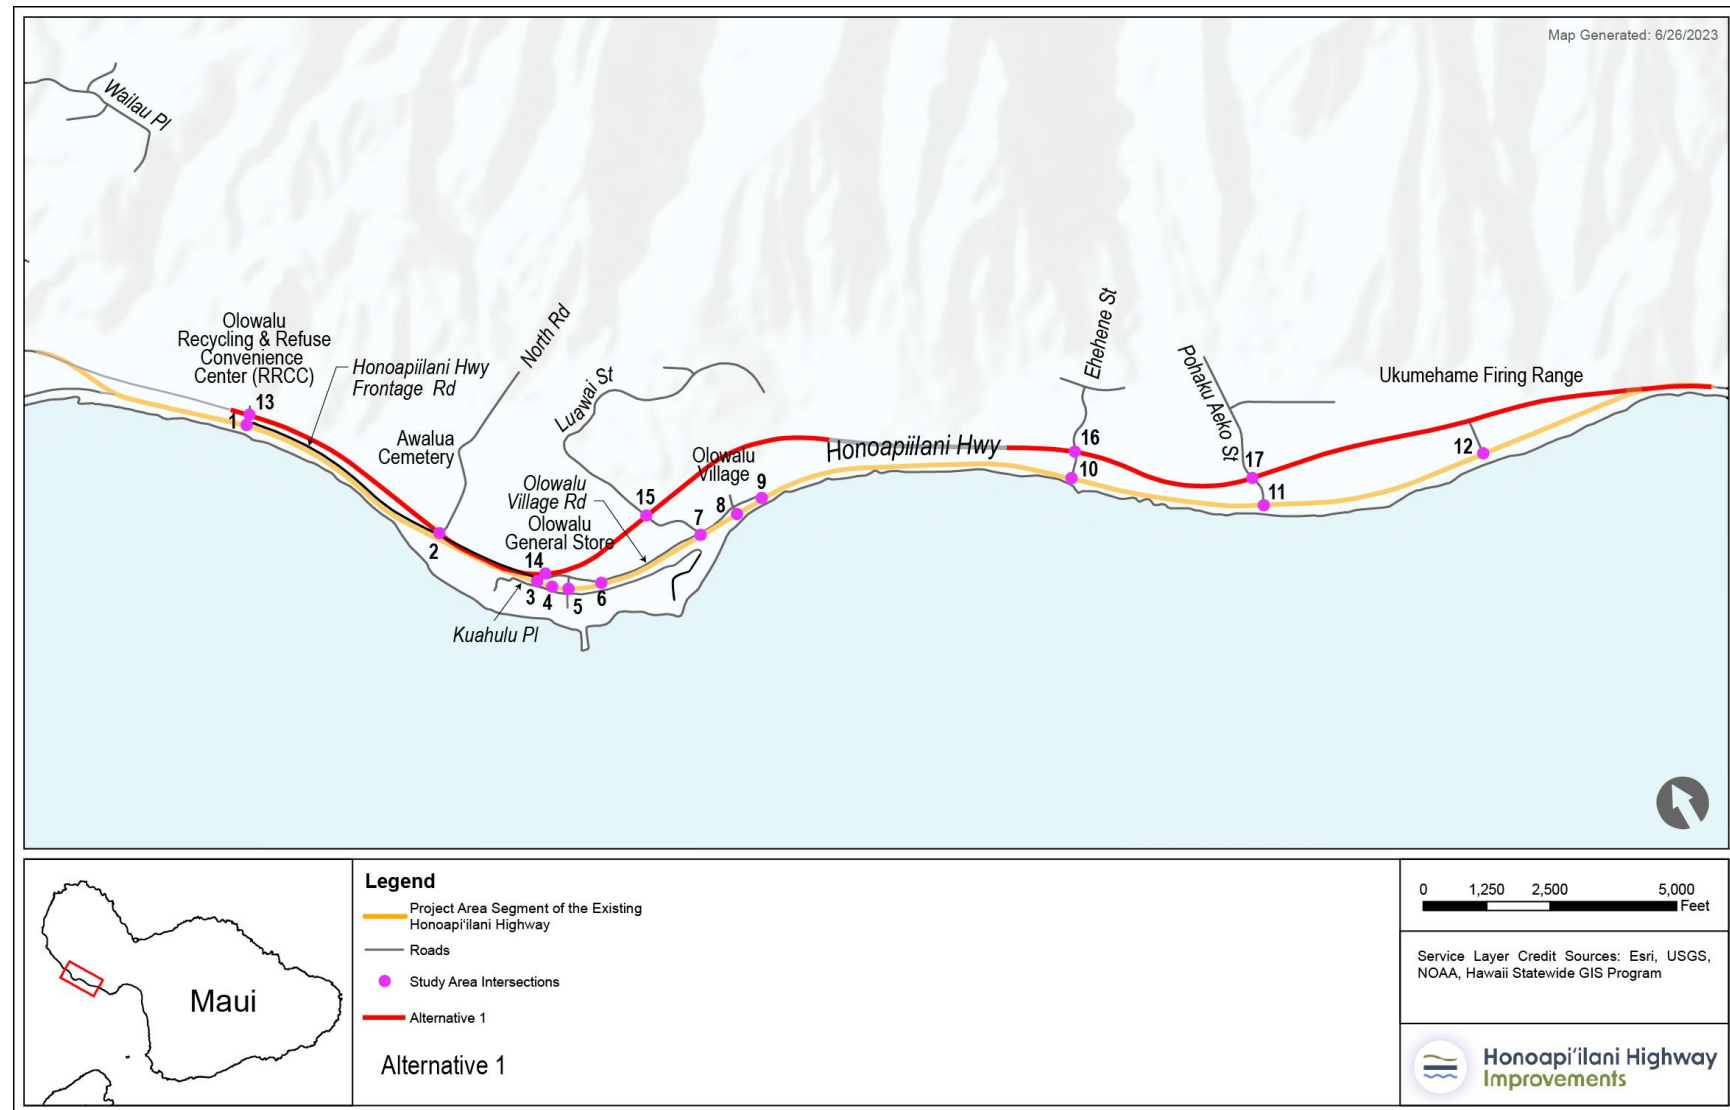 Map Generated: 6/26/2023
Wailau Pl
Olowalu
Recycling & Refuse
Convenience
Center (RRCC)
Honoapiilani Hwy
Frontage Rd
North Rd
Luawai St
Ehehene St
Pohaku Aeko St
Ukumehame Firing Range
13
1
Awalua
Cemetery
Olowalu
Village
Honoapiilani Hwy
16
10
17
11
12
Olowalu
Village Rd
15
9
8
7
Olowalu
General Store
2
14
3
4
5
6
Kuahulu Pl
Maui
Legend
Project Area Segment of the Existing
Honoapiʻilani Highway
Roads
Study Area Intersections
Alternative 1
Alternative 1
0 1,250 2,500 5,000
Feet
Service Layer Credit Sources: Esri, USGS,
NOAA, Hawaii Statewide GIS Program
Honoapiʻilani Highway
Improvements